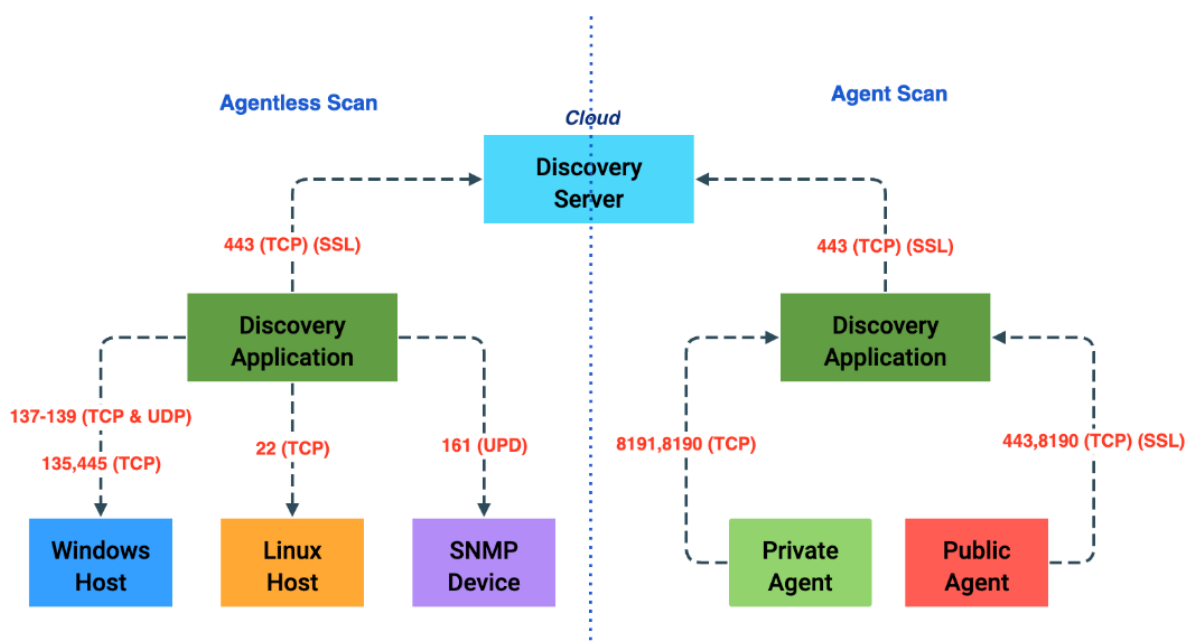 Agentless Scan
Agent Scan
Cloud
Discovery
Server
443 (TCP) (SSL)
443 (TCP) (SSL)
Discovery
Application
Discovery
Application
137-139 (TCP & UDP)
135,445 (TCP)
22 (TCP)
161 (UPD)
8191,8190 (TCP)
443,8190 (TCP) (SSL)
Windows
Host
Linux
Host
SNMP
Device
Private
Agent
Public
Agent